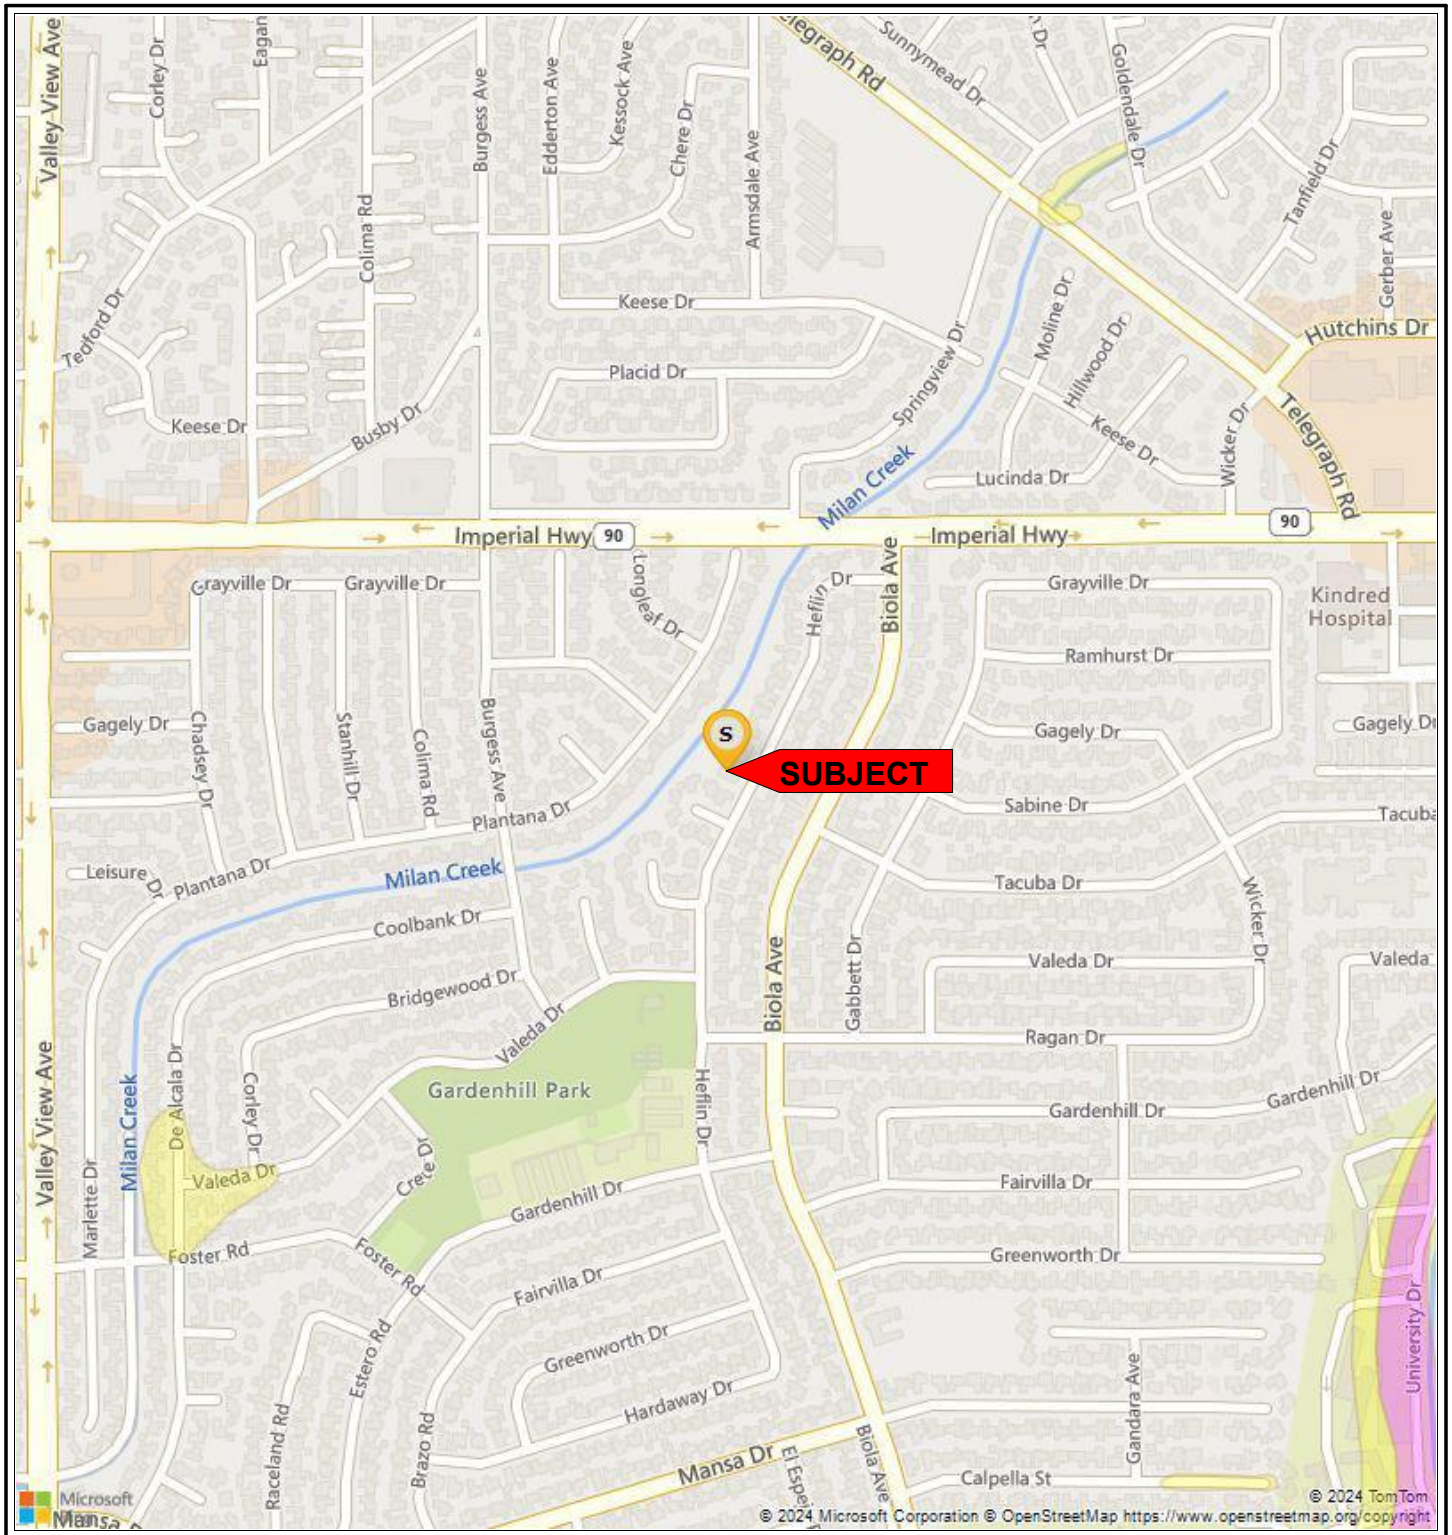 Valley View Ave
Corley Dr
Eagan
Colima Rd
Burgess Ave
Edderton Ave
Kessock Ave
Chere Dr
Armsdale Ave
Telegraph Rd
Sunnymead Dr
n Dr
Goldendale Dr
Tanfield Dr
Gerber Ave
Hutchins Dr
Tedford Dr
Keese Dr
Placid Dr
Springview Dr
Moline Dr
Hillwood Dr
Keese Dr
Busby Dr
Keese Dr
Wicker Dr
Telegraph Rd
Milan Creek
Lucinda Dr
Imperial Hwy
90
Imperial Hwy
90
Grayville Dr
Grayville Dr
Longleaf Dr
Heflin Dr
Biola Ave
Grayville Dr
Kindred
Hospital
Ramhurst Dr
Gagely Dr
Chadsey Dr
Stanhill Dr
Colima Rd
Burgess Ave
S
SUBJECT
Gagely Dr
Gagely Dr
Plantana Dr
Sabine Dr
Tacuba
Leisure Dr
Plantana Dr
Milan Creek
Tacuba Dr
Wicker Dr
Coolbank Dr
Bridgewood Dr
Biola Ave
Gabbett Dr
Valeda Dr
Valeda
Valeda Dr
Ragan Dr
Valley View Ave
Milan Creek
De Alcala Dr
Corley Dr
Gardenhill Park
Heflin Dr
Gardenhill Dr
Gardenhill Dr
Marlette Dr
Valeda Dr
Crete Dr
Gardenhill Dr
Fairvilla Dr
Foster Rd
Foster Rd
Greenworth Dr
Fairvilla Dr
Estero Rd
Greenworth Dr
University Dr
Raceland Rd
Brazo Rd
Hardaway Dr
Gandara Ave
Mansa Dr
El Espej
Biola Ave
Calpella St
Microsoft
Mansa D
© 2024 TomTom
© 2024 Microsoft Corporation © OpenStreetMap https://www.openstreetmap.org/copyright